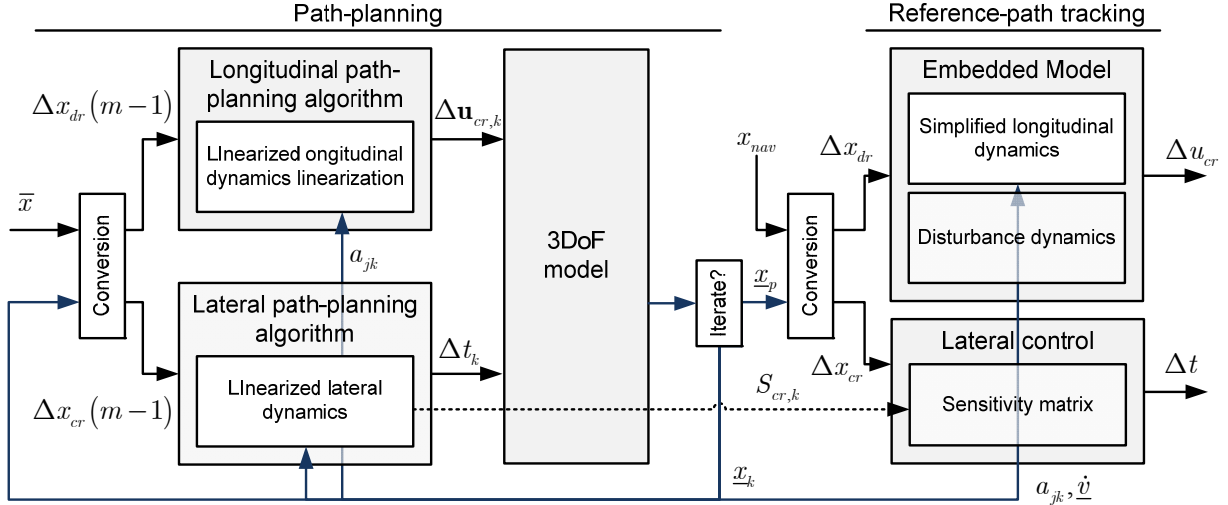 Path-planning
Reference-path tracking
Longitudinal path-
planning algorithm
Δx_dr(m−1)
LInearized ongitudinal
dynamics linearization
Δu_cr,k
x̅
Conversion
a_jk
Lateral path-planning
algorithm
LInearized lateral
dynamics
Δx_cr(m−1)
Δt_k
3DoF
model
Iterate?
x̲_p
x̲_k
S_cr,k
x_nav
Conversion
Δx_dr
Δx_cr
Embedded Model
Simplified longitudinal
dynamics
Disturbance dynamics
Δu_cr
Lateral control
Sensitivity matrix
Δt
a_jk, v̲̇